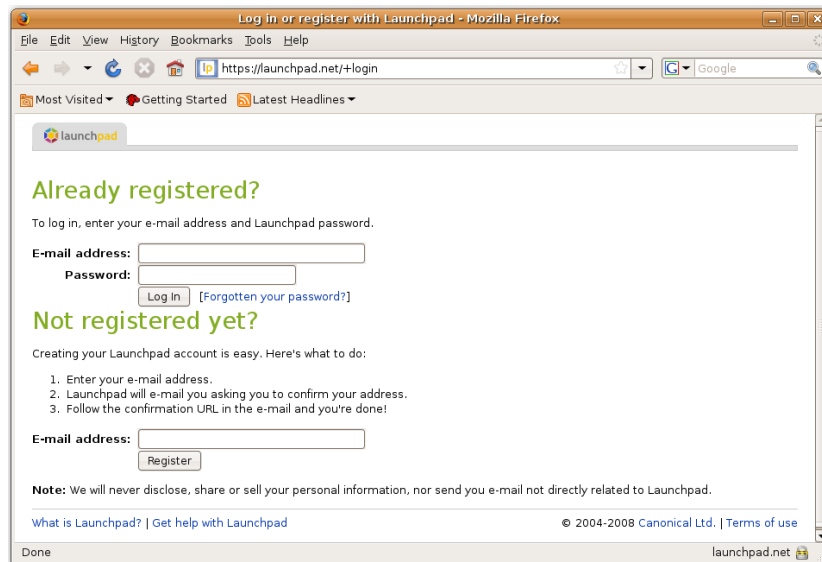 Log in or register with Launchpad - Mozilla Firefox
File Edit View History Bookmarks Tools Help
lp https://launchpad.net/+login G Google
Most Visited Getting Started Latest Headlines
launchpad
Already registered?
To log in, enter your e-mail address and Launchpad password.
E-mail address:
Password:
Log In [Forgotten your password?]
Not registered yet?
Creating your Launchpad account is easy. Here's what to do:
1. Enter your e-mail address.
2. Launchpad will e-mail you asking you to confirm your address.
3. Follow the confirmation URL in the e-mail and you're done!
E-mail address:
Register
Note: We will never disclose, share or sell your personal information, nor send you e-mail not directly related to Launchpad.
What is Launchpad? | Get help with Launchpad © 2004-2008 Canonical Ltd. | Terms of use
Done launchpad.net